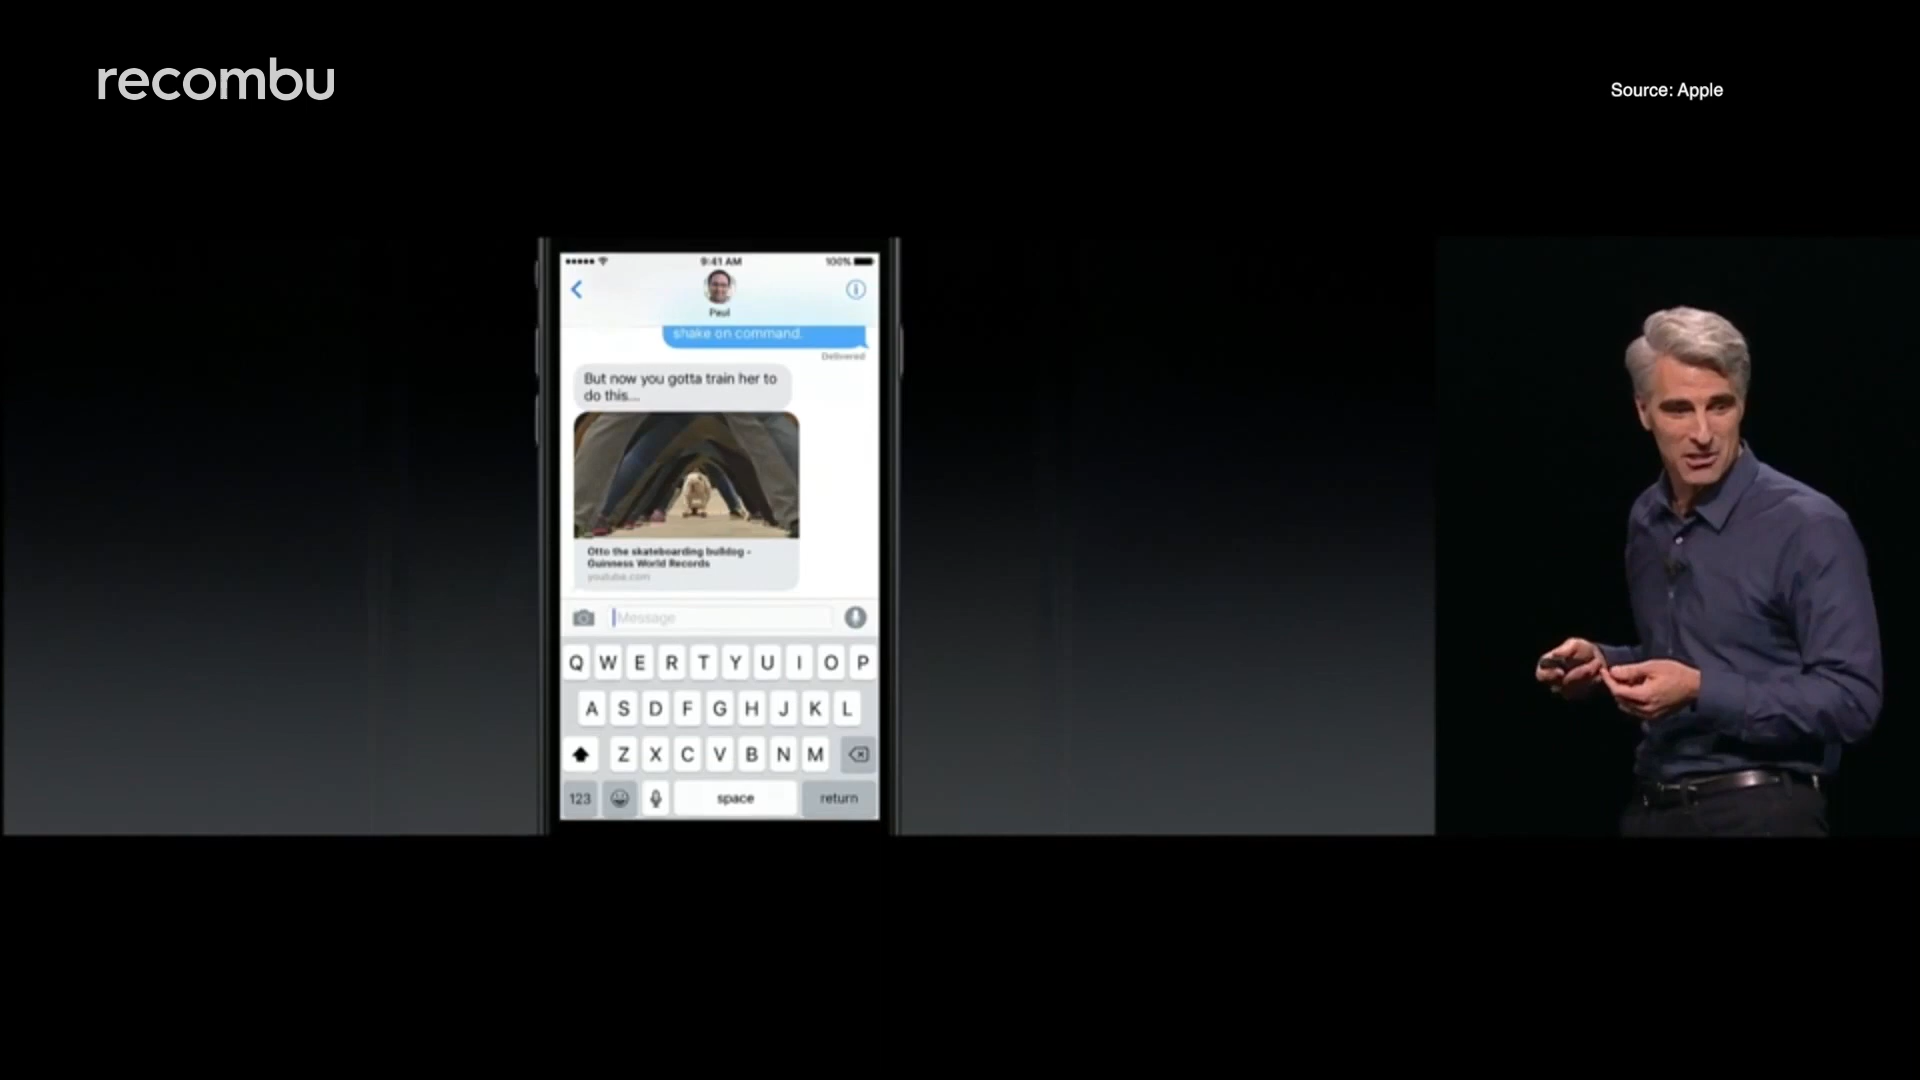 recombu
Source: Apple
9:41 AM
100%
Paul
shake on command.
Delivered
But now you gotta train her to
do this...
Otto the skateboarding bulldog -
Guinness World Records
youtube.com
Message
Q W E R T Y U I O P
A S D F G H J K L
Z X C V B N M
123
space
return